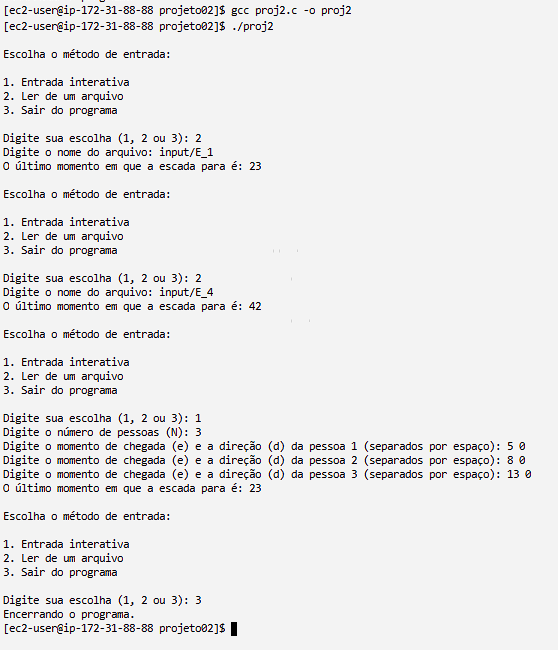 [ec2-user@ip-172-31-88-88 projeto02]$ gcc proj2.c -o proj2
[ec2-user@ip-172-31-88-88 projeto02]$ ./proj2
Escolha o método de entrada:
1. Entrada interativa
2. Ler de um arquivo
3. Sair do programa
Digite sua escolha (1, 2 ou 3): 2
Digite o nome do arquivo: input/E_1
O último momento em que a escada para é: 23
Escolha o método de entrada:
1. Entrada interativa
2. Ler de um arquivo
3. Sair do programa
Digite sua escolha (1, 2 ou 3): 2
Digite o nome do arquivo: input/E_4
O último momento em que a escada para é: 42
Escolha o método de entrada:
1. Entrada interativa
2. Ler de um arquivo
3. Sair do programa
Digite sua escolha (1, 2 ou 3): 1
Digite o número de pessoas (N): 3
Digite o momento de chegada (e) e a direção (d) da pessoa 1 (separados por espaço): 5 0
Digite o momento de chegada (e) e a direção (d) da pessoa 2 (separados por espaço): 8 0
Digite o momento de chegada (e) e a direção (d) da pessoa 3 (separados por espaço): 13 0
O último momento em que a escada para é: 23
Escolha o método de entrada:
1. Entrada interativa
2. Ler de um arquivo
3. Sair do programa
Digite sua escolha (1, 2 ou 3): 3
Encerrando o programa.
[ec2-user@ip-172-31-88-88 projeto02]$